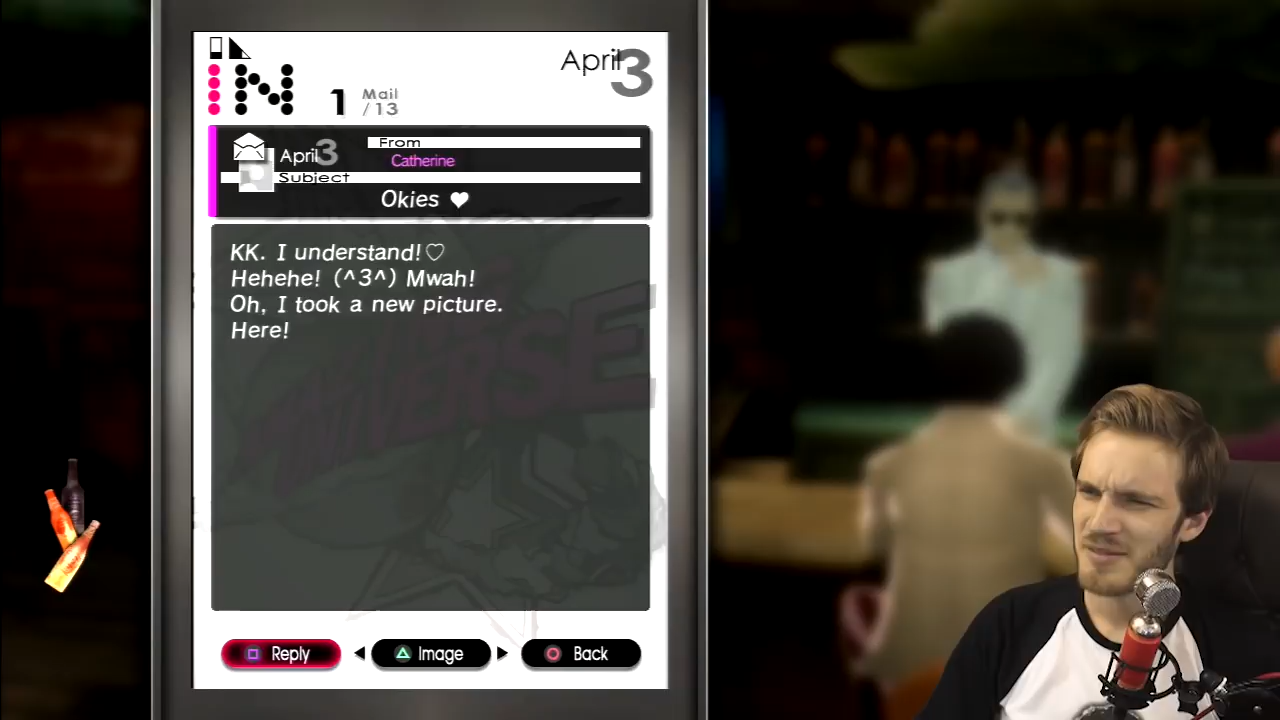 April 3
IN
1 Mail /13
April 3
From
Catherine
Subject
Okies ♥
KK. I understand!♡
Hehehe! (^3^) Mwah!
Oh, I took a new picture.
Here!
Reply
Image
Back